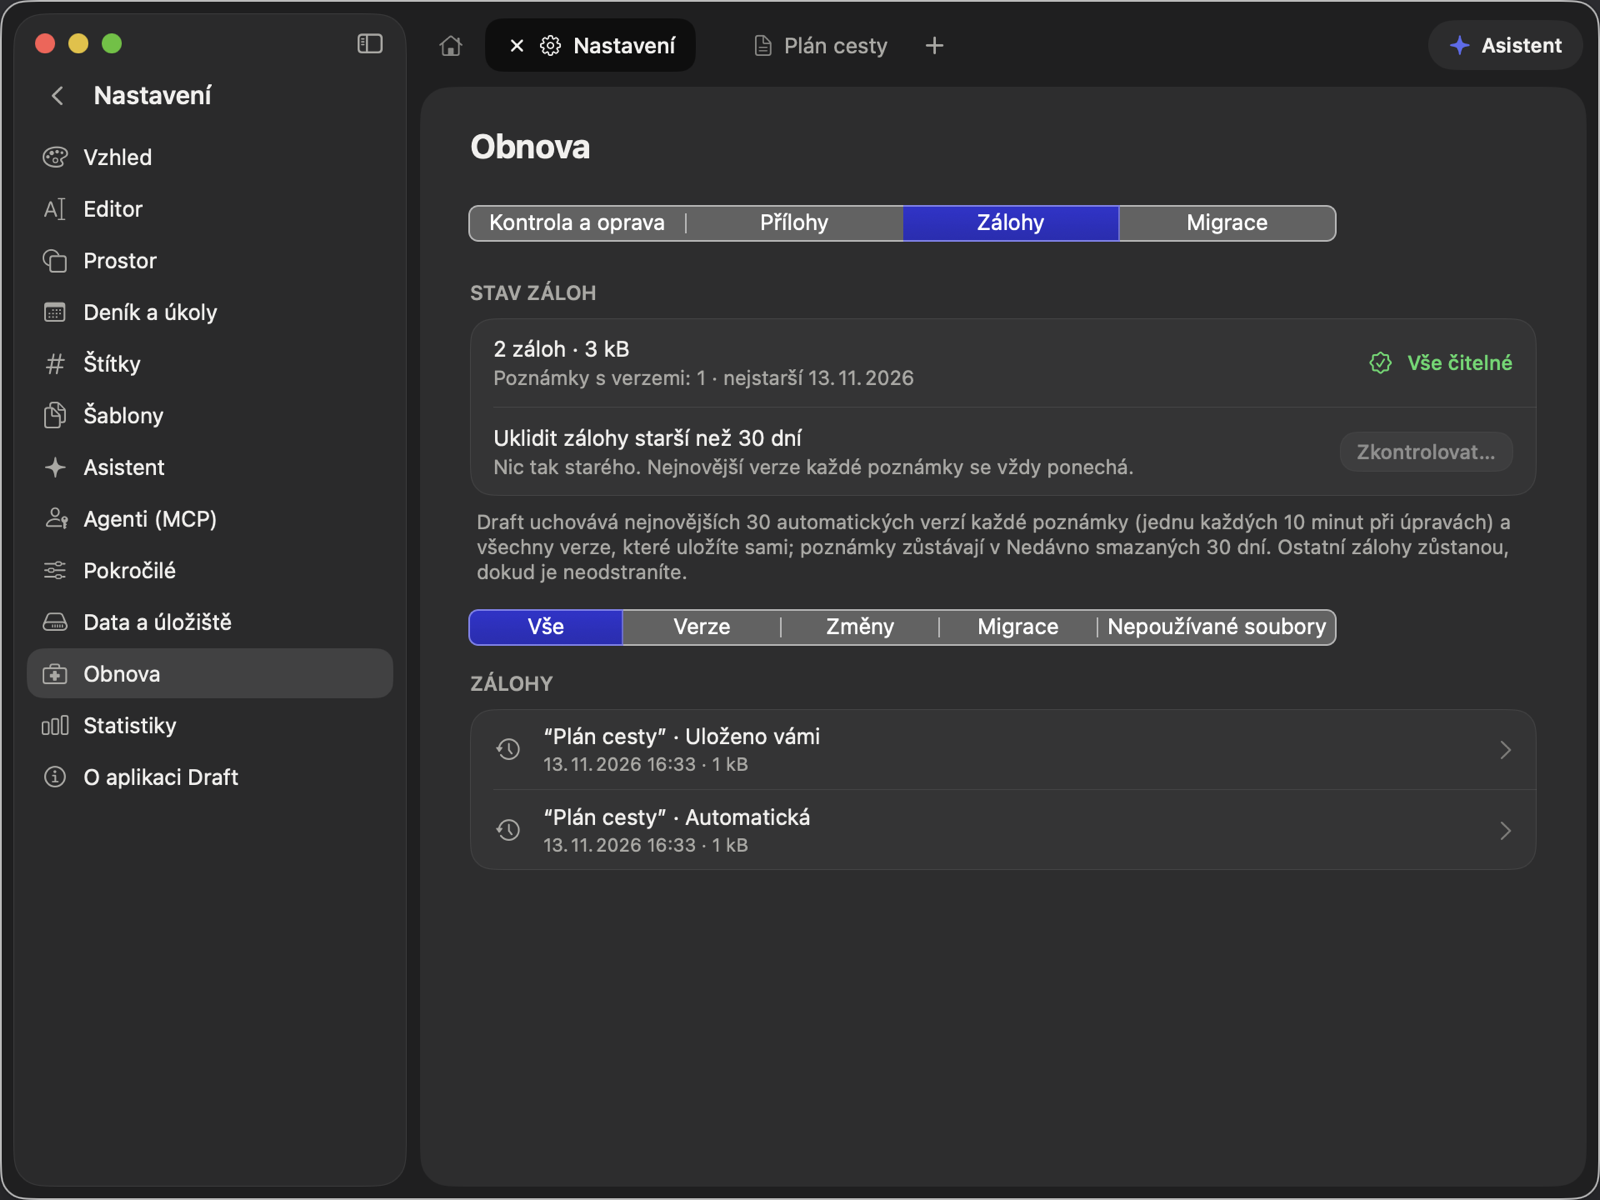 Nastavení
Plán cesty
Asistent
Nastavení
Vzhled
Editor
Prostor
Deník a úkoly
Štítky
Šablony
Asistent
Agenti (MCP)
Pokročilé
Data a úložiště
Obnova
Statistiky
O aplikaci Draft
Obnova
Kontrola a oprava
Přílohy
Zálohy
Migrace
STAV ZÁLOH
2 záloh · 3 kB
Poznámky s verzemi: 1 · nejstarší 13. 11. 2026
Vše čitelné
Uklidit zálohy starší než 30 dní
Nic tak starého. Nejnovější verze každé poznámky se vždy ponechá.
Zkontrolovat...
Draft uchovává nejnovějších 30 automatických verzí každé poznámky (jednu každých 10 minut při úpravách) a
všechny verze, které uložíte sami; poznámky zůstávají v Nedávno smazaných 30 dní. Ostatní zálohy zůstanou,
dokud je neodstraníte.
Vše
Verze
Změny
Migrace
Nepoužívané soubory
ZÁLOHY
“Plán cesty” · Uloženo vámi
13. 11. 2026 16:33 · 1 kB
“Plán cesty” · Automatická
13. 11. 2026 16:33 · 1 kB